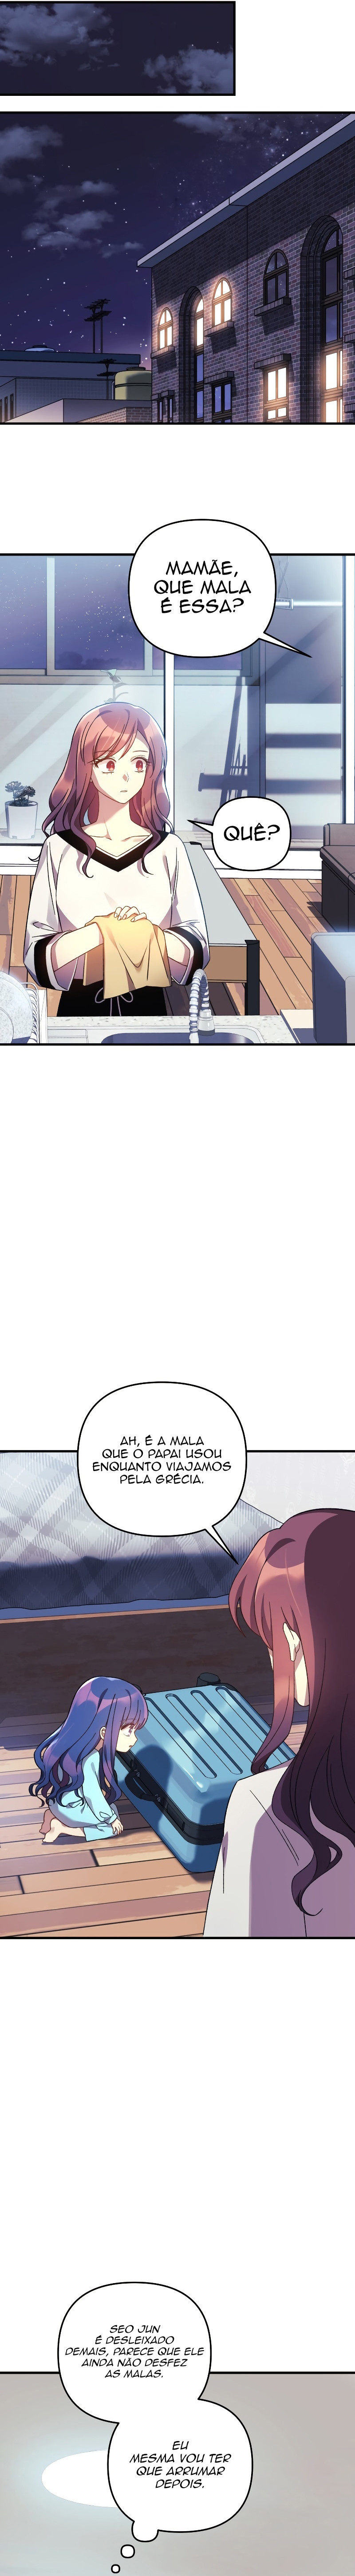 MAMÃE,
QUE MALA
É ESSA?
QUÊ?
AH, É A MALA
QUE O PAPAI USOU
ENQUANTO VIAJAMOS
PELA GRÉCIA.
SEO JUN
É DESLEIXADO
DEMAIS, PARECE QUE ELE
AINDA NÃO DESFEZ
AS MALAS.
EU
MESMA VOU TER
QUE ARRUMAR
DEPOIS.